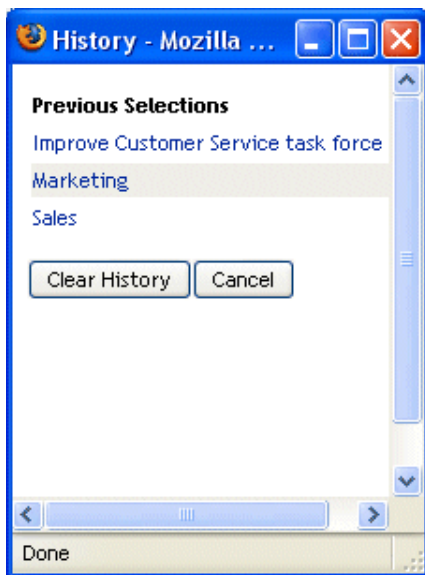 History - Mozilla ...
Previous Selections
Improve Customer Service task force
Marketing
Sales
Clear History Cancel
Done